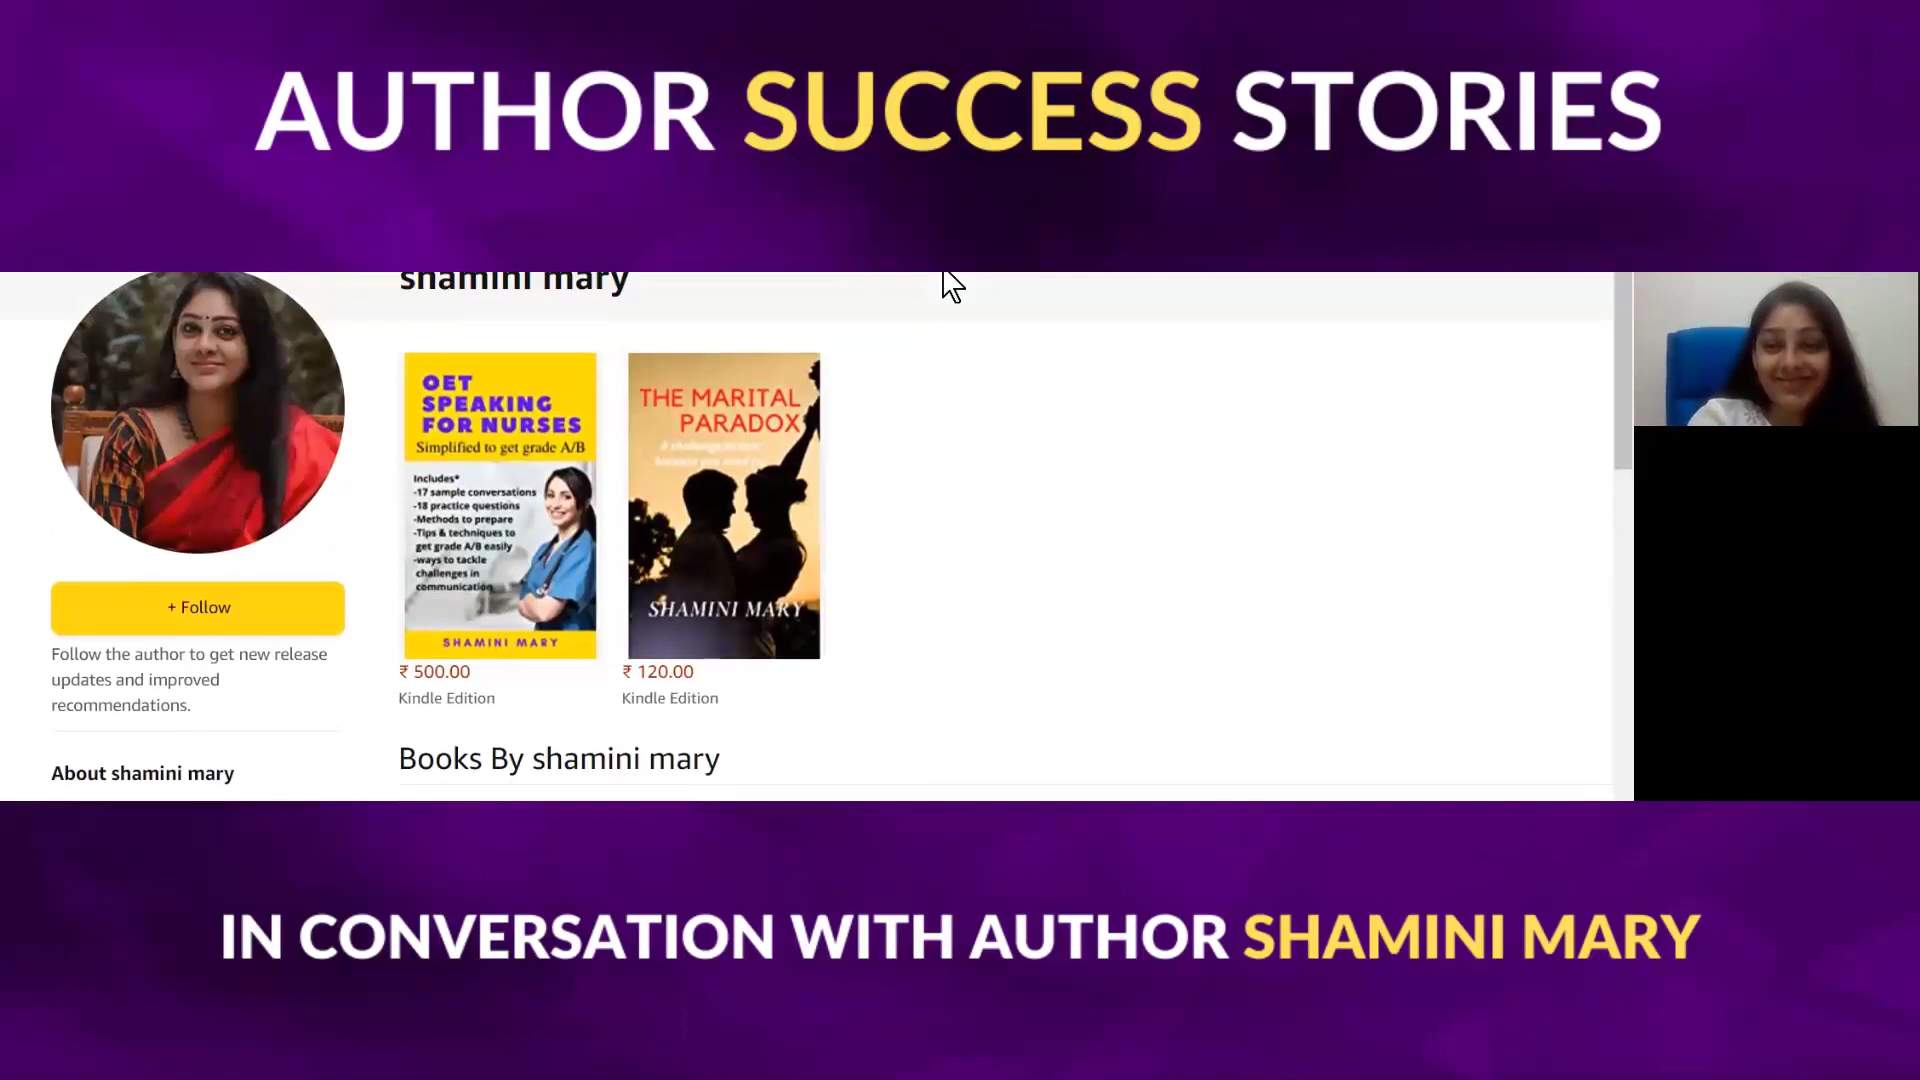 AUTHOR SUCCESS STORIES
shamini mary
OET
SPEAKING
FOR NURSES
Simplified to get grade A/B
Includes*
-17 sample conversations
-18 practice questions
-Methods to prepare
-Tips & techniques to
get grade A/B easily
-ways to tackle
challenges in
communication
SHAMINI MARY
₹ 500.00
Kindle Edition
THE MARITAL
PARADOX
A challenge
SHAMINI MARY
₹ 120.00
Kindle Edition
+ Follow
Follow the author to get new release
updates and improved
recommendations.
About shamini mary
Books By shamini mary
IN CONVERSATION WITH AUTHOR SHAMINI MARY